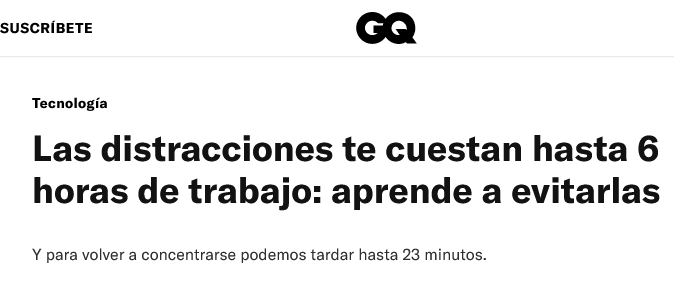 SUSCRÍBETE
GQ
Tecnología
Las distracciones te cuestan hasta 6
horas de trabajo: aprende a evitarlas
Y para volver a concentrarse podemos tardar hasta 23 minutos.